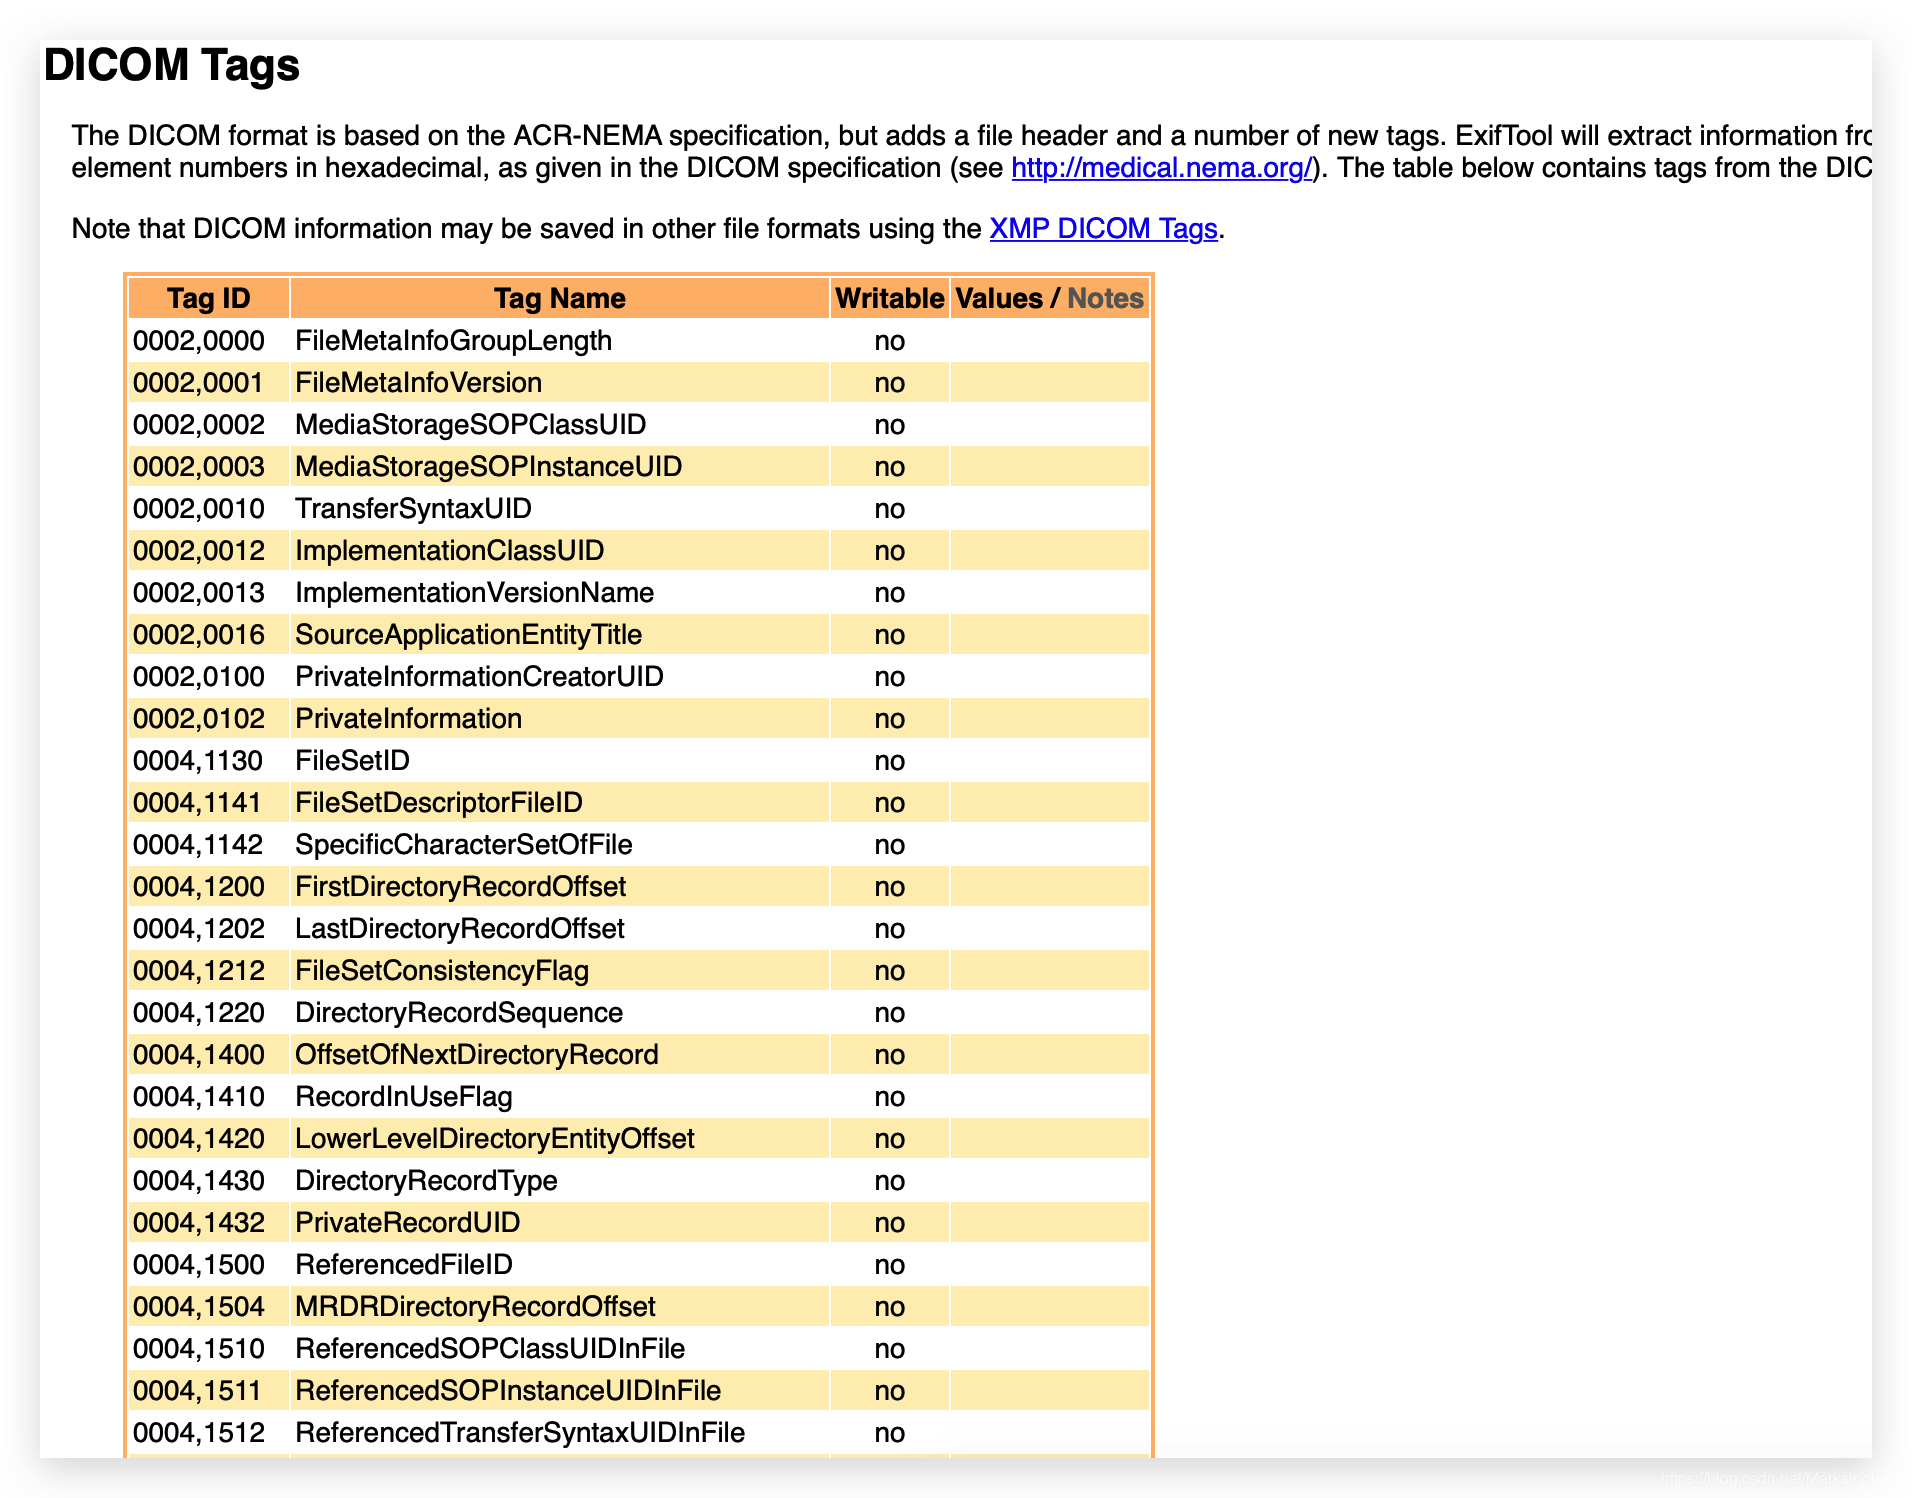 DICOM Tags
The DICOM format is based on the ACR-NEMA specification, but adds a file header and a number of new tags. ExifTool will extract information
element numbers in hexadecimal, as given in the DICOM specification (see http://medical.nema.org/). The table below contains tags from the
Note that DICOM information may be saved in other file formats using the XMP DICOM Tags.
Tag ID Tag Name Writable Values / Notes
0002,0000 FileMetaInfoGroupLength no
0002,0001 FileMetaInfoVersion no
0002,0002 MediaStorageSOPClassUID no
0002,0003 MediaStorageSOPInstanceUID no
0002,0010 TransferSyntaxUID no
0002,0012 ImplementationClassUID no
0002,0013 ImplementationVersionName no
0002,0016 SourceApplicationEntityTitle no
0002,0100 PrivateInformationCreatorUID no
0002,0102 PrivateInformation no
0004,1130 FileSetID no
0004,1141 FileSetDescriptorFileID no
0004,1142 SpecificCharacterSetOfFile no
0004,1200 FirstDirectoryRecordOffset no
0004,1202 LastDirectoryRecordOffset no
0004,1212 FileSetConsistencyFlag no
0004,1220 DirectoryRecordSequence no
0004,1400 OffsetOfNextDirectoryRecord no
0004,1410 RecordInUseFlag no
0004,1420 LowerLevelDirectoryEntityOffset no
0004,1430 DirectoryRecordType no
0004,1432 PrivateRecordUID no
0004,1500 ReferencedFileID no
0004,1504 MRDRDirectoryRecordOffset no
0004,1510 ReferencedSOPClassUIDInFile no
0004,1511 ReferencedSOPInstanceUIDInFile no
0004,1512 ReferencedTransferSyntaxUIDInFile no